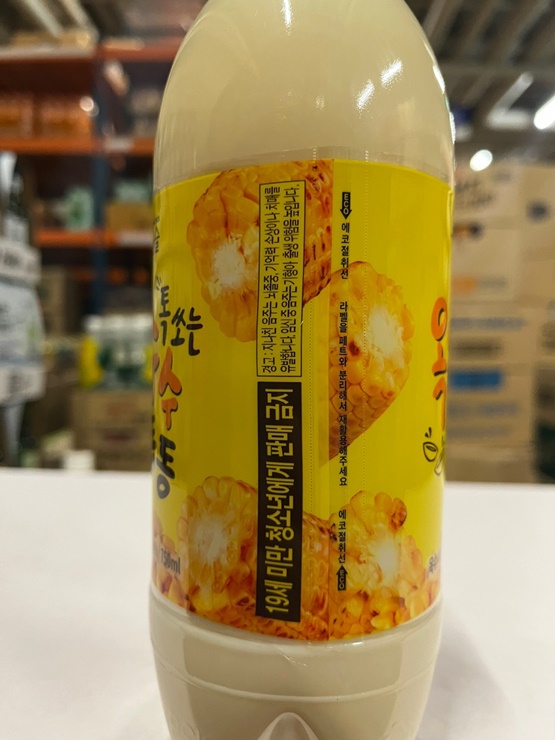 톡쏘는
수
동동
경고 : 지나친 음주는 뇌졸중, 기억력 손상이나 치매를
유발합니다. 임신 중 음주는 기형아 출생 위험을 높입니다.
19세 미만 청소년에게 판매 금지
ECO
에코절취선
라벨을 페트와 분리해서 재활용해주세요
에코절취선
ECO